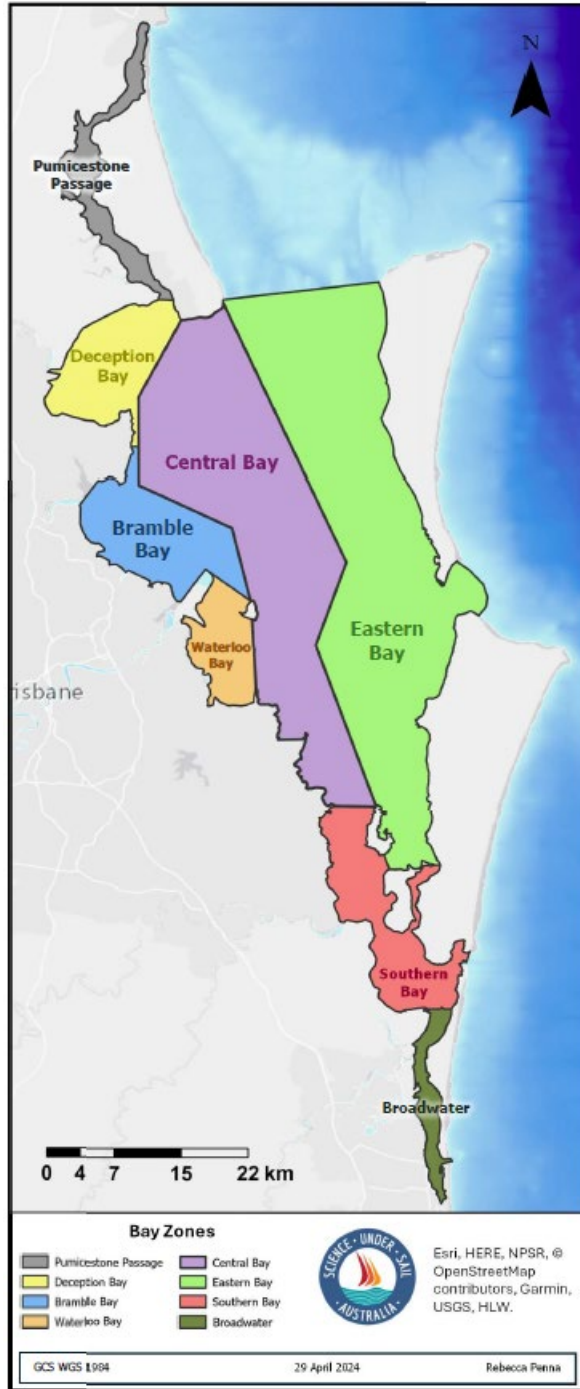 N
Pumicestone
Passage
Deception
Bay
Central Bay
Bramble
Bay
Waterloo
Bay
Eastern
Bay
isbane
Southern
Bay
Broadwater
0 4 7 15 22 km
Bay Zones
Pumicestone Passage
Deception Bay
Bramble Bay
Waterloo Bay
Central Bay
Eastern Bay
Southern Bay
Broadwater
SCIENCE • UNDER • SAIL
AUSTRALIA
Esri, HERE, NPSR, ©
OpenStreetMap
contributors, Garmin,
USGS, HLW.
GCS WGS 1984
29 April 2024
Rebecca Penna